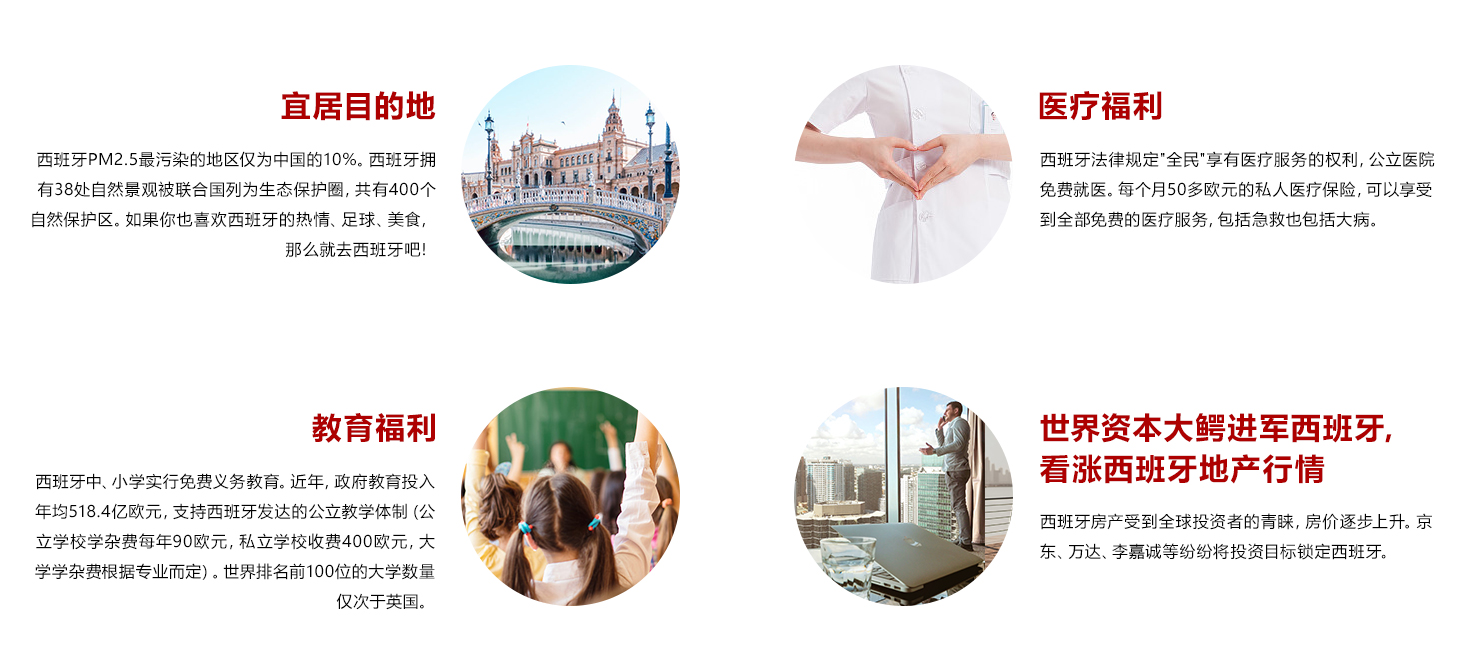 宜居目的地
西班牙PM2.5最污染的地区仅为中国的10%。西班牙拥
有38处自然景观被联合国列为生态保护圈, 共有400个
自然保护区。如果你也喜欢西班牙的热情、足球、美食,
那么就去西班牙吧!
医疗福利
西班牙法律规定"全民"享有医疗服务的权利, 公立医院
免费就医。每个月50多欧元的私人医疗保险, 可以享受
到全部免费的医疗服务, 包括急救也包括大病。
教育福利
西班牙中、小学实行免费义务教育。近年, 政府教育投入
年均518.4亿欧元, 支持西班牙发达的公立教学体制 (公
立学校学杂费每年90欧元, 私立学校收费400欧元, 大
学学杂费根据专业而定) 。世界排名前100位的大学数量
仅次于英国。
世界资本大鳄进军西班牙,
看涨西班牙地产行情
西班牙房产受到全球投资者的青睐, 房价逐步上升。京
东、万达、李嘉诚等纷纷将投资目标锁定西班牙。